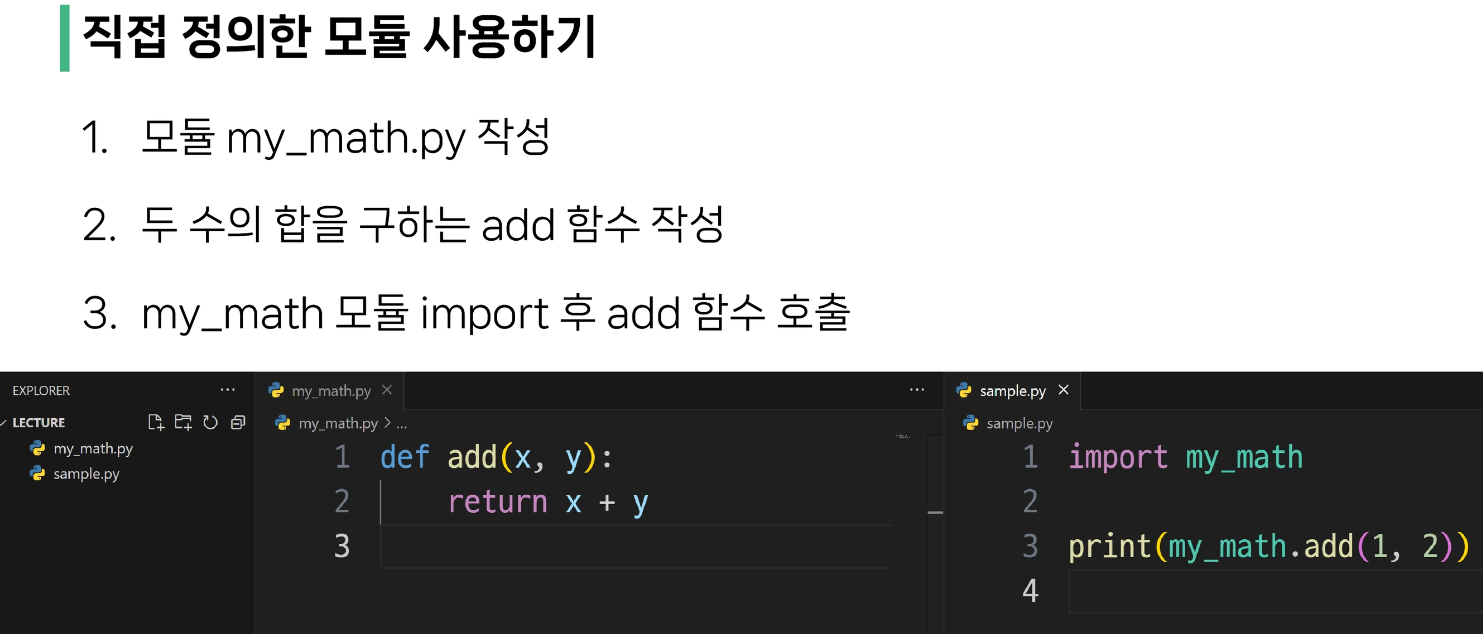 직접 정의한 모듈 사용하기
1. 모듈 my_math.py 작성
2. 두 수의 합을 구하는 add 함수 작성
3. my_math 모듈 import 후 add 함수 호출
EXPLORER ...
LECTURE
my_math.py
sample.py
my_math.py ...
my_math.py > ...
1 def add(x, y):
2 return x + y
3
sample.py
sample.py
1 import my_math
2
3 print(my_math.add(1, 2))
4